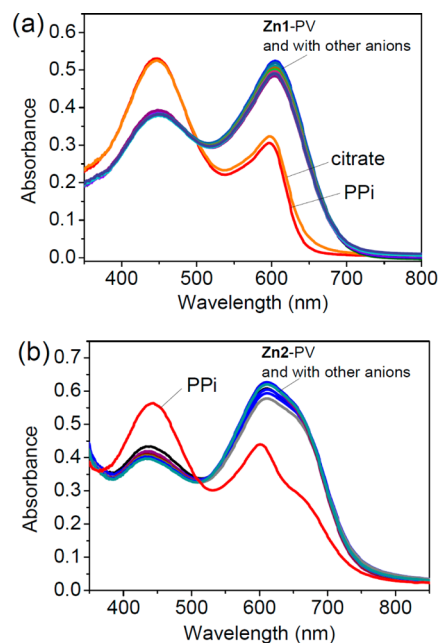 (a)
Zn1-PV
and with other anions
citrate
PPi
0.6
0.5
0.4
0.3
0.2
0.1
0.0
Absorbance
400 500 600 700 800
Wavelength (nm)
(b)
Zn2-PV
and with other anions
PPi
0.7
0.6
0.5
0.4
0.3
0.2
0.1
0.0
Absorbance
400 500 600 700 800
Wavelength (nm)